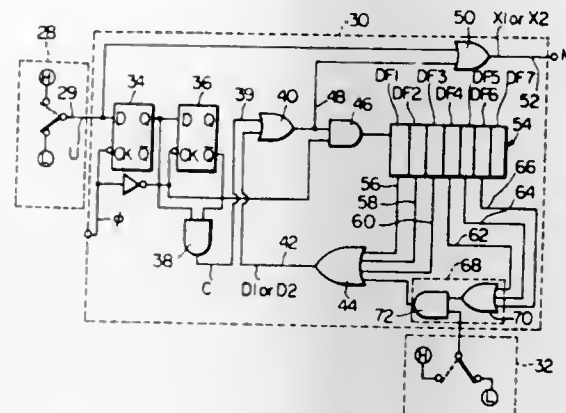 30
50
X1 or X2
28
H
29
L
U
34
D Q
CK Q̅
36
D Q
CK Q̅
39
40
48
46
DF1 DF3 DF5
DF2 DF4 DF6 DF7
52
54
56
58
60
66
64
62
φ
38
C
42
D1 or D2
44
68
72
70
H
L
32